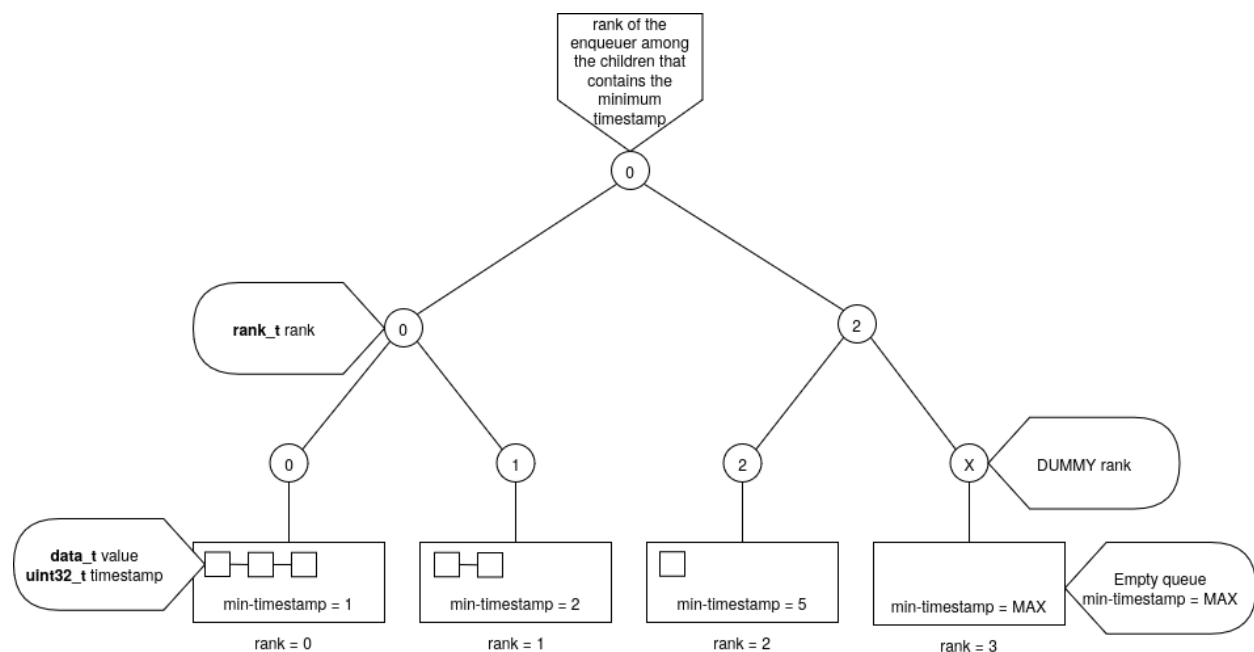 rank of the
enqueuer among
the children that
contains the
minimum
timestamp
0
rank_t rank
0
2
0
1
2
X
DUMMY rank
data_t value
uint32_t timestamp
min-timestamp = 1
min-timestamp = 2
min-timestamp = 5
min-timestamp = MAX
Empty queue
min-timestamp = MAX
rank = 0
rank = 1
rank = 2
rank = 3